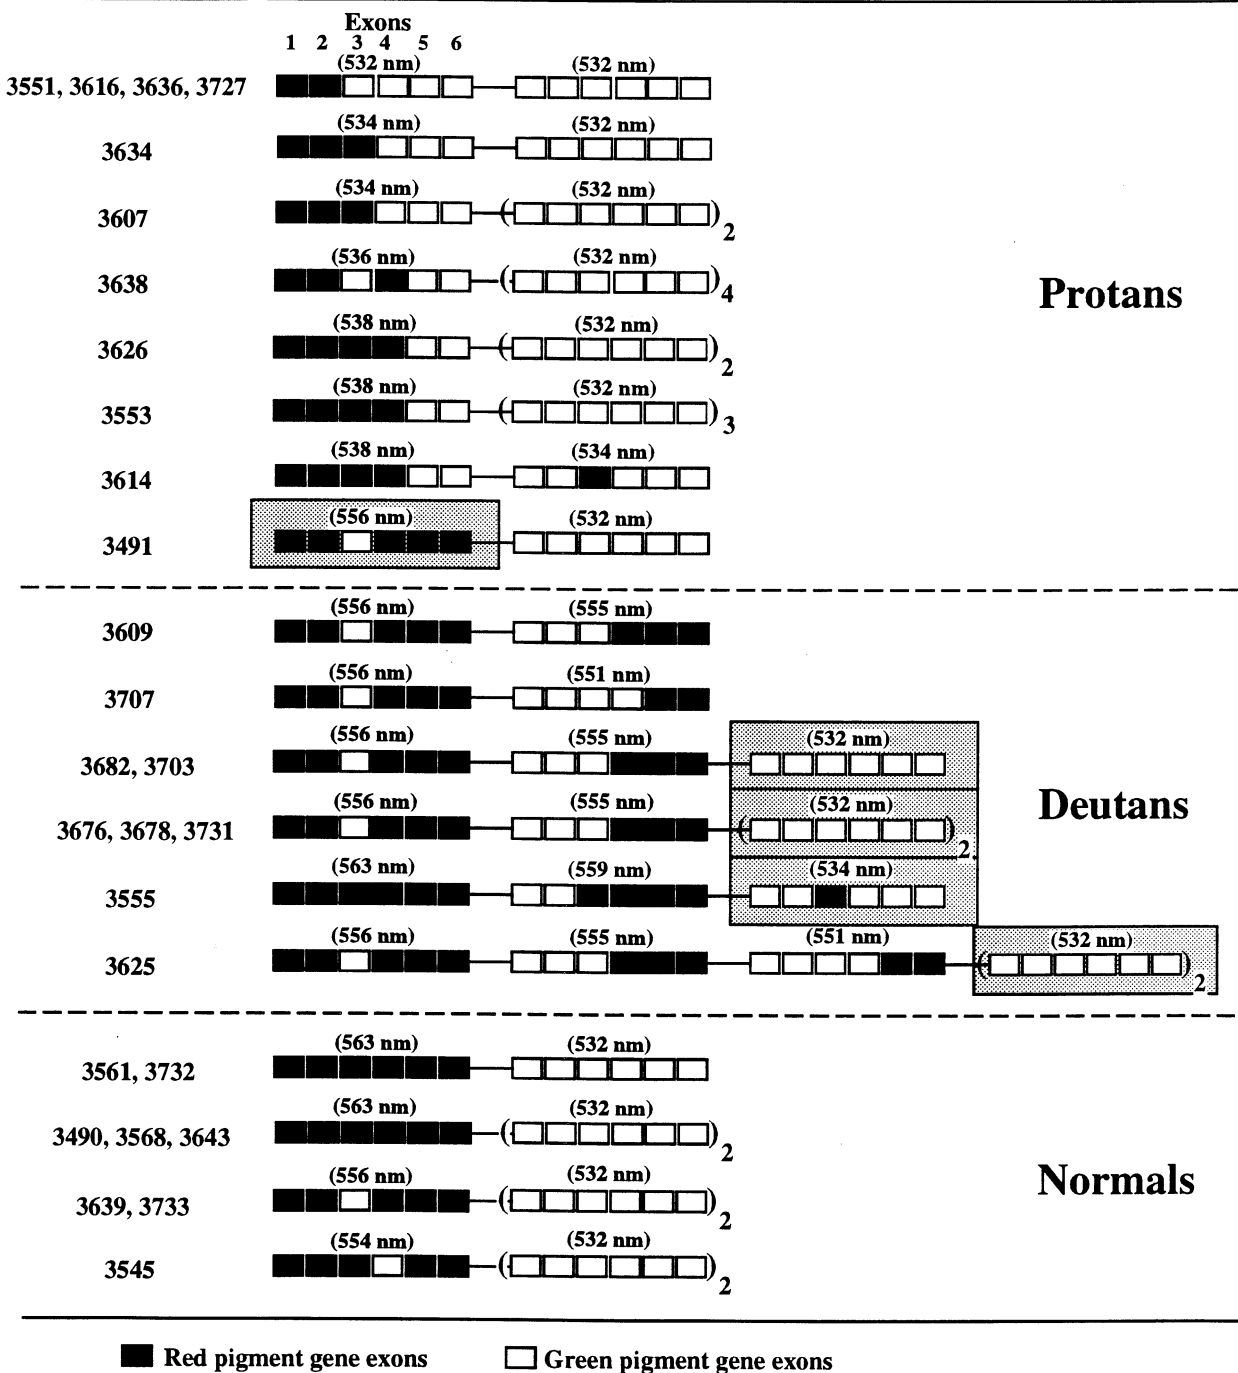 Exons
1 2 3 4 5 6
(532 nm) (532 nm)
3551, 3616, 3636, 3727
(534 nm) (532 nm)
3634
(534 nm) (532 nm)
3607 ( )2
(536 nm) (532 nm)
3638 ( )4
Protans
(538 nm) (532 nm)
3626 ( )2
(538 nm) (532 nm)
3553 ( )3
(538 nm) (534 nm)
3614
(556 nm) (532 nm)
3491
(556 nm) (555 nm)
3609
(556 nm) (551 nm)
3707
(556 nm) (555 nm) (532 nm)
3682, 3703
Deutans
(556 nm) (555 nm) (532 nm)
3676, 3678, 3731 ( )2
(563 nm) (559 nm) (534 nm)
3555
(556 nm) (555 nm) (551 nm) (532 nm)
3625 ( )2
(563 nm) (532 nm)
3561, 3732
(563 nm) (532 nm)
3490, 3568, 3643 ( )2
Normals
(556 nm) (532 nm)
3639, 3733 ( )2
(554 nm) (532 nm)
3545 ( )2
Red pigment gene exons Green pigment gene exons